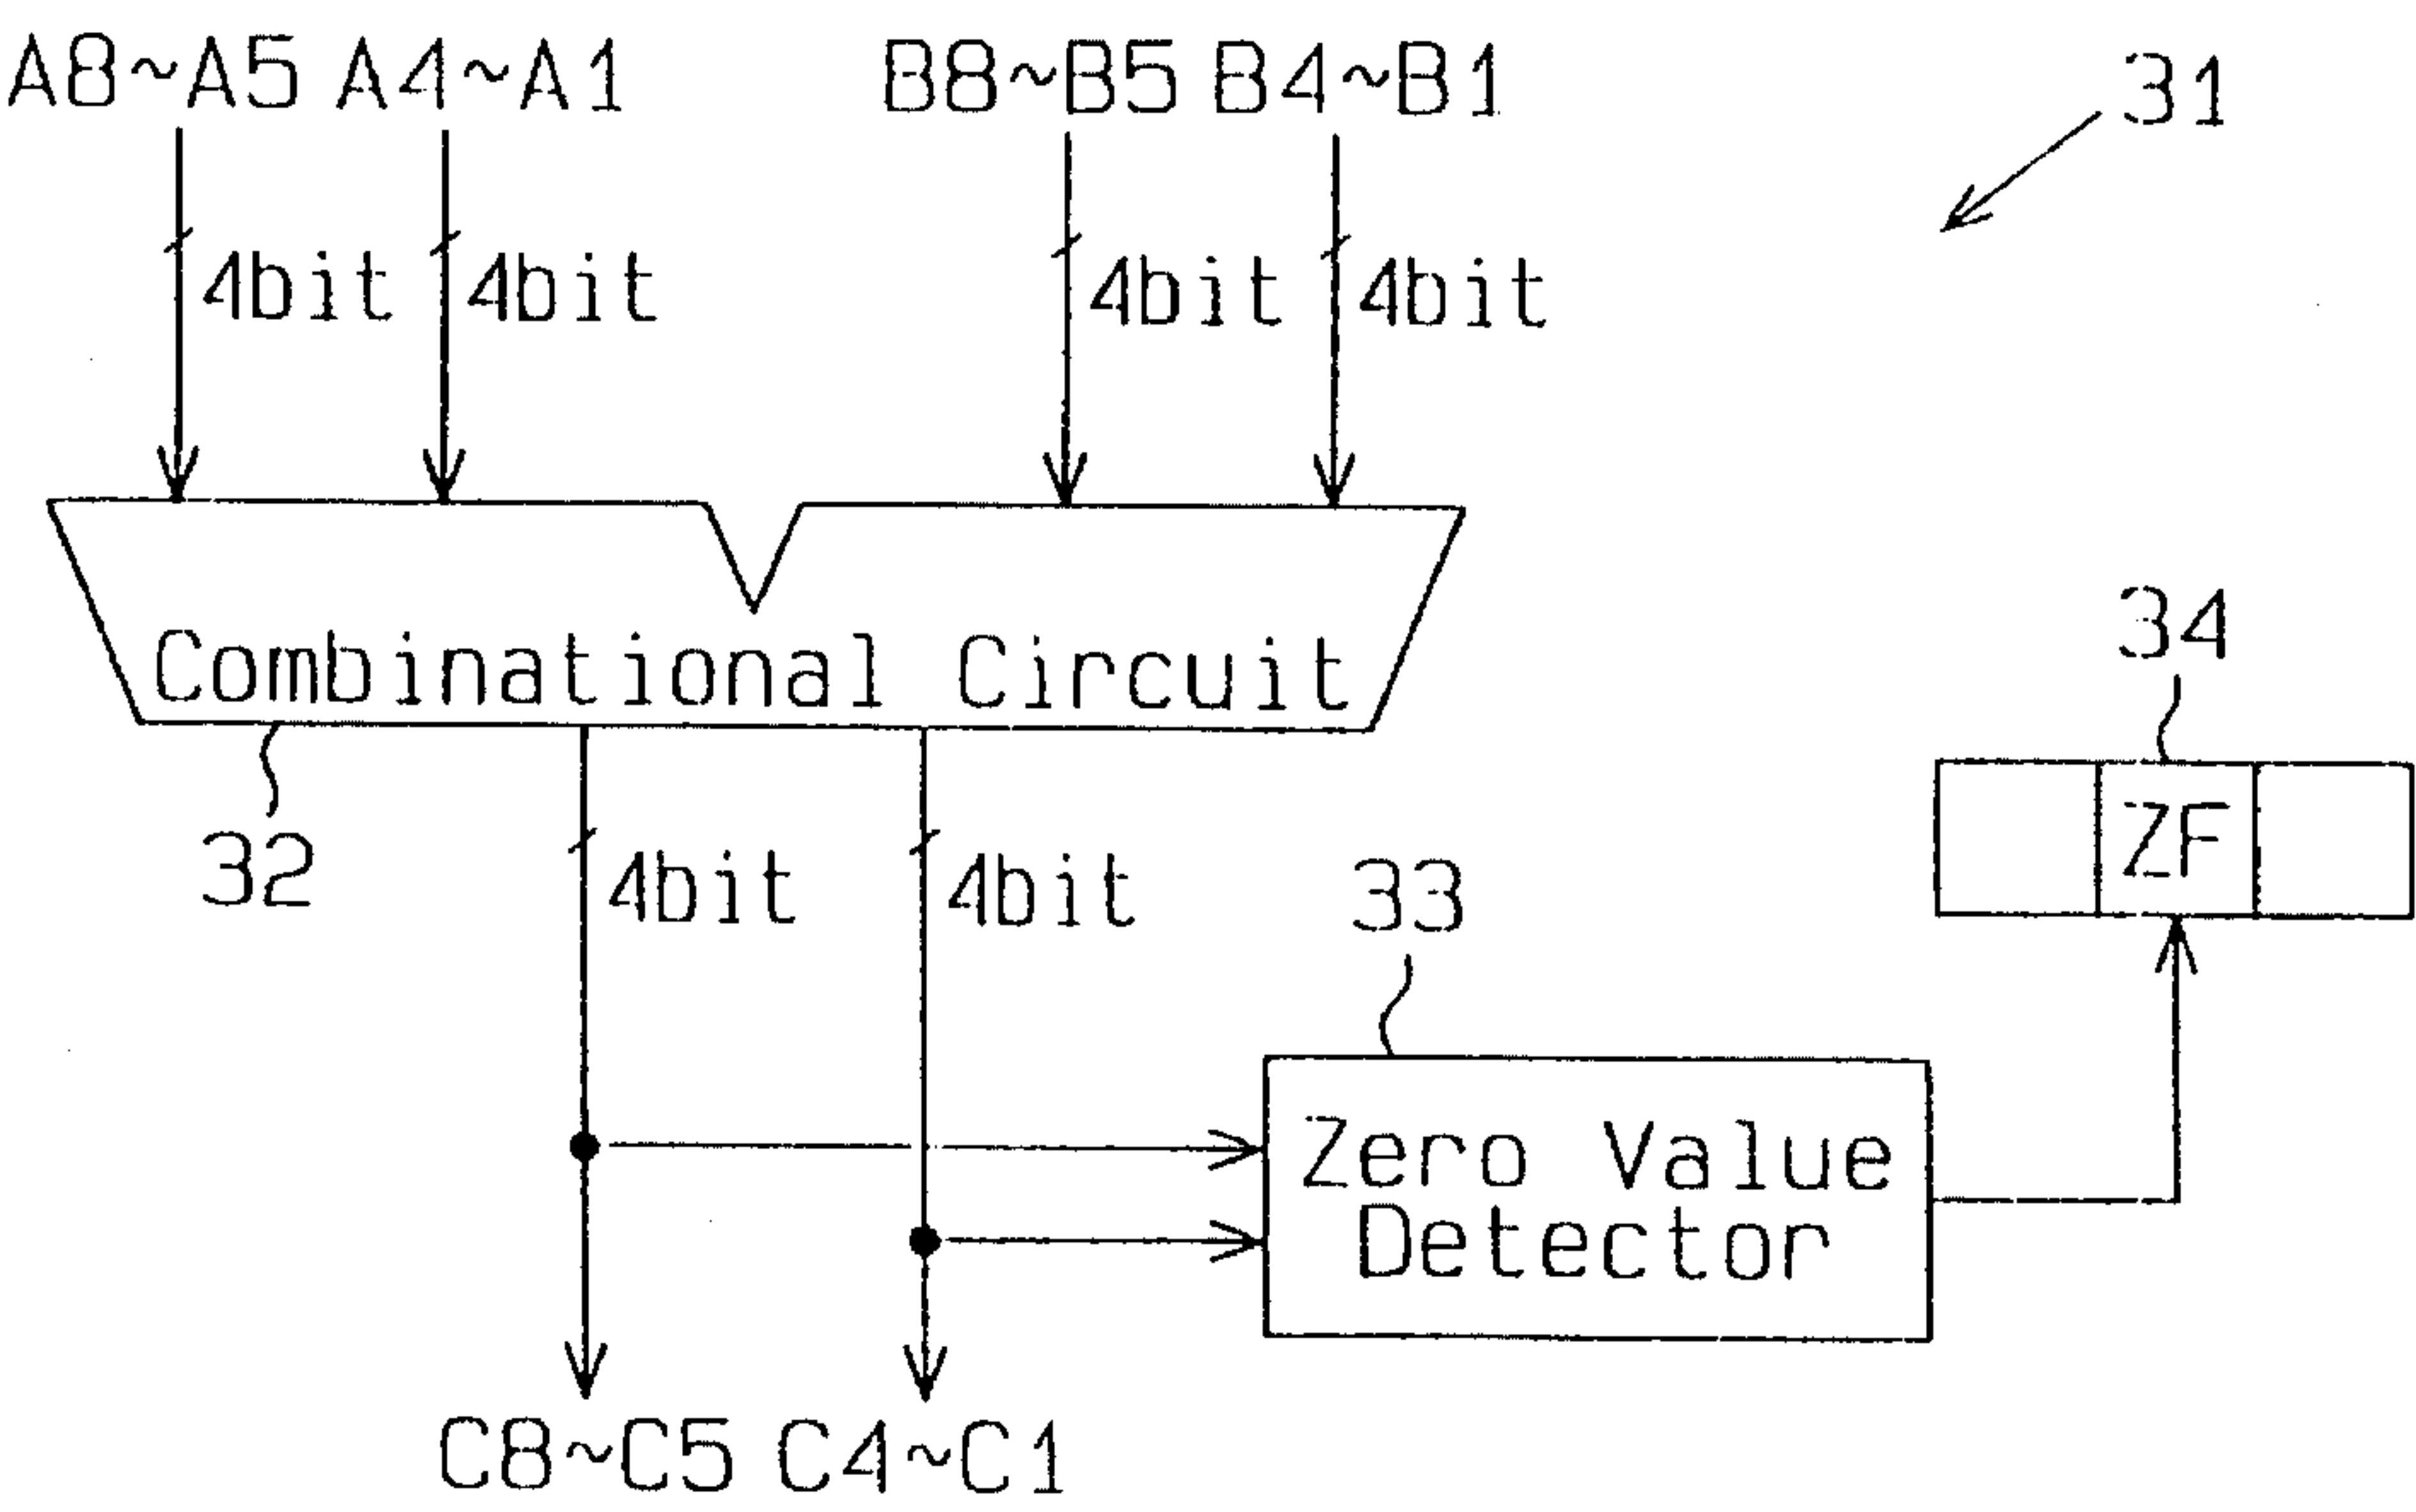 A8~A5 A4~A1 B8~B5 B4~B1
31
4bit 4bit 4bit 4bit
Combinational Circuit
34
32
4bit 4bit
33
ZF
Zero Value
Detector
C8~C5 C4~C1